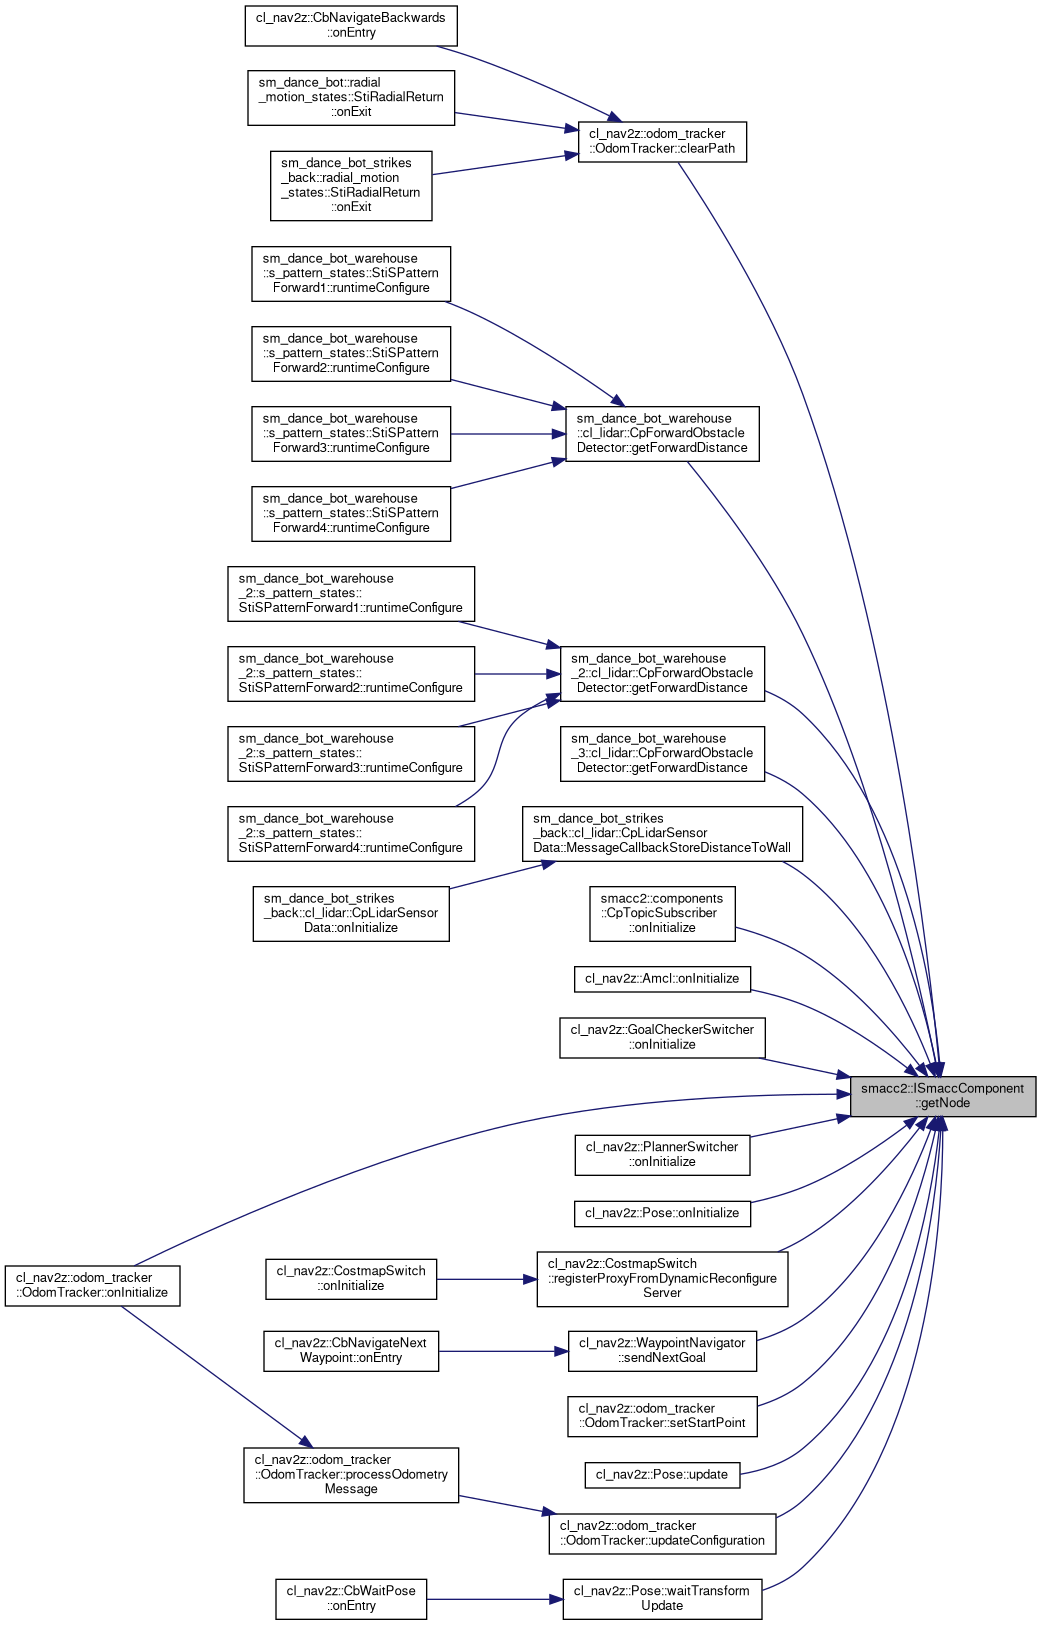 cl_nav2z::CbNavigateBackwards
::onEntry
sm_dance_bot::radial
_motion_states::StiRadialReturn
::onExit
cl_nav2z::odom_tracker
::OdomTracker::clearPath
sm_dance_bot_strikes
_back::radial_motion
_states::StiRadialReturn
::onExit
sm_dance_bot_warehouse
::s_pattern_states::StiSPattern
Forward1::runtimeConfigure
sm_dance_bot_warehouse
::s_pattern_states::StiSPattern
Forward2::runtimeConfigure
sm_dance_bot_warehouse
::s_pattern_states::StiSPattern
Forward3::runtimeConfigure
sm_dance_bot_warehouse
::cl_lidar::CpForwardObstacle
Detector::getForwardDistance
sm_dance_bot_warehouse
::s_pattern_states::StiSPattern
Forward4::runtimeConfigure
sm_dance_bot_warehouse
_2::s_pattern_states::
StiSPatternForward1::runtimeConfigure
sm_dance_bot_warehouse
_2::s_pattern_states::
StiSPatternForward2::runtimeConfigure
sm_dance_bot_warehouse
_2::cl_lidar::CpForwardObstacle
Detector::getForwardDistance
sm_dance_bot_warehouse
_2::s_pattern_states::
StiSPatternForward3::runtimeConfigure
sm_dance_bot_warehouse
_3::cl_lidar::CpForwardObstacle
Detector::getForwardDistance
sm_dance_bot_warehouse
_2::s_pattern_states::
StiSPatternForward4::runtimeConfigure
sm_dance_bot_strikes
_back::cl_lidar::CpLidarSensor
Data::MessageCallbackStoreDistanceToWall
sm_dance_bot_strikes
_back::cl_lidar::CpLidarSensor
Data::onInitialize
smacc2::components
::CpTopicSubscriber
::onInitialize
cl_nav2z::Amcl::onInitialize
cl_nav2z::GoalCheckerSwitcher
::onInitialize
smacc2::ISmaccComponent
::getNode
cl_nav2z::PlannerSwitcher
::onInitialize
cl_nav2z::Pose::onInitialize
cl_nav2z::odom_tracker
::OdomTracker::onInitialize
cl_nav2z::CostmapSwitch
::onInitialize
cl_nav2z::CostmapSwitch
::registerProxyFromDynamicReconfigure
Server
cl_nav2z::CbNavigateNext
Waypoint::onEntry
cl_nav2z::WaypointNavigator
::sendNextGoal
cl_nav2z::odom_tracker
::OdomTracker::setStartPoint
cl_nav2z::odom_tracker
::OdomTracker::processOdometry
Message
cl_nav2z::Pose::update
cl_nav2z::odom_tracker
::OdomTracker::updateConfiguration
cl_nav2z::CbWaitPose
::onEntry
cl_nav2z::Pose::waitTransform
Update